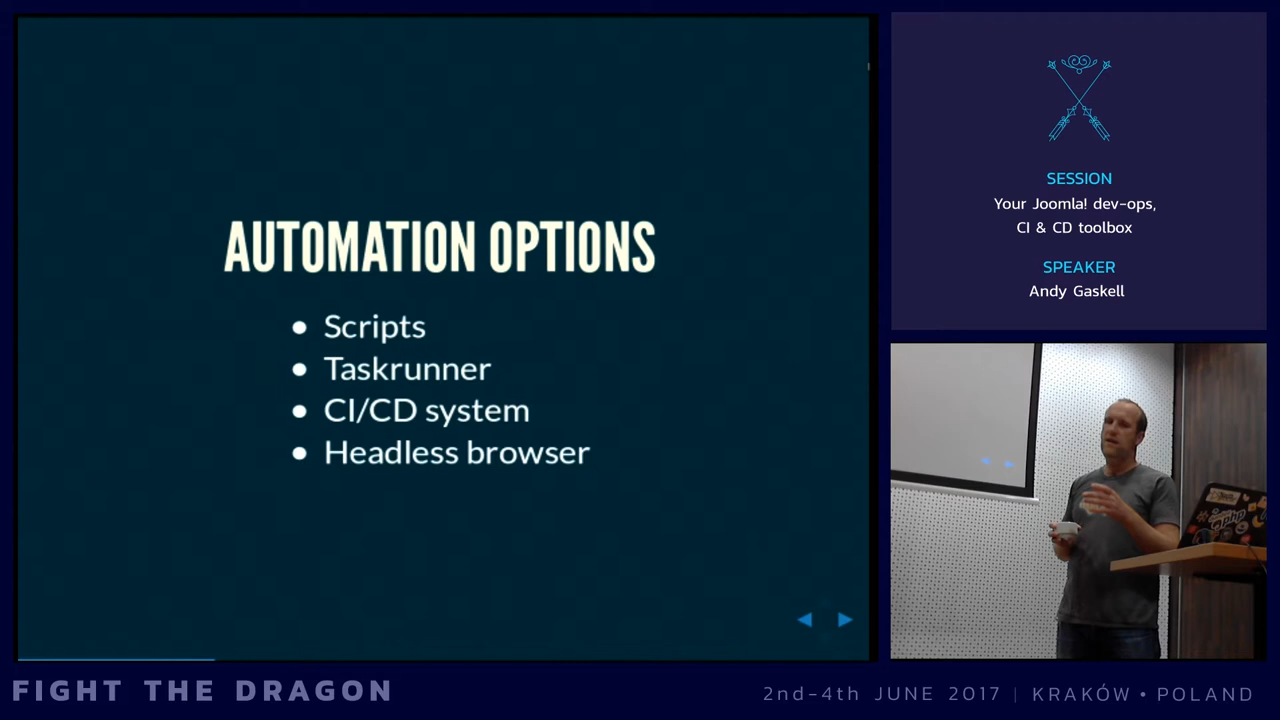 AUTOMATION OPTIONS
Scripts
Taskrunner
CI/CD system
Headless browser
SESSION
Your Joomla! dev-ops,
CI & CD toolbox
SPEAKER
Andy Gaskell
php
FIGHT THE DRAGON
2nd-4th JUNE 2017 | KRAKÓW • POLAND